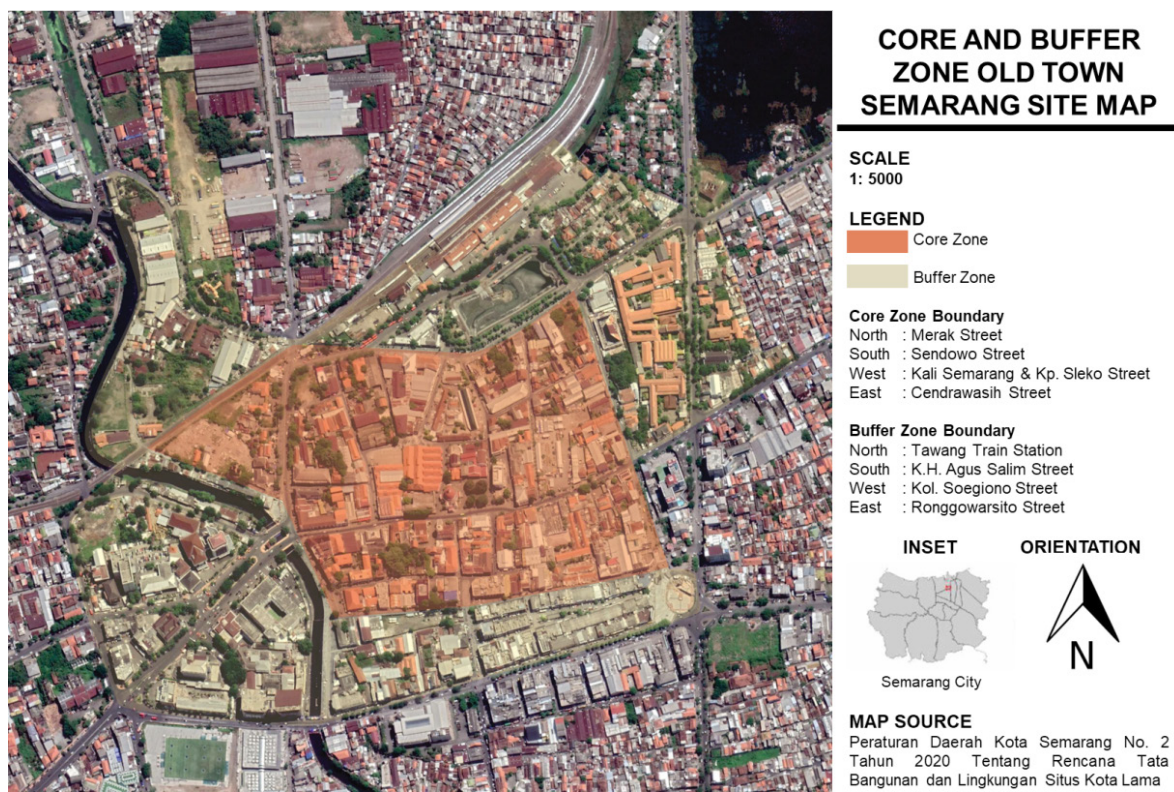 CORE AND BUFFER
ZONE OLD TOWN
SEMARANG SITE MAP
SCALE
1: 5000
LEGEND
Core Zone
Buffer Zone
Core Zone Boundary
North : Merak Street
South : Sendowo Street
West : Kali Semarang & Kp. Sleko Street
East : Cendrawasih Street
Buffer Zone Boundary
North : Tawang Train Station
South : K.H. Agus Salim Street
West : Kol. Soegiono Street
East : Ronggowarsito Street
INSET
Semarang City
ORIENTATION
N
MAP SOURCE
Peraturan Daerah Kota Semarang No. 2
Tahun 2020 Tentang Rencana Tata
Bangunan dan Lingkungan Situs Kota Lama